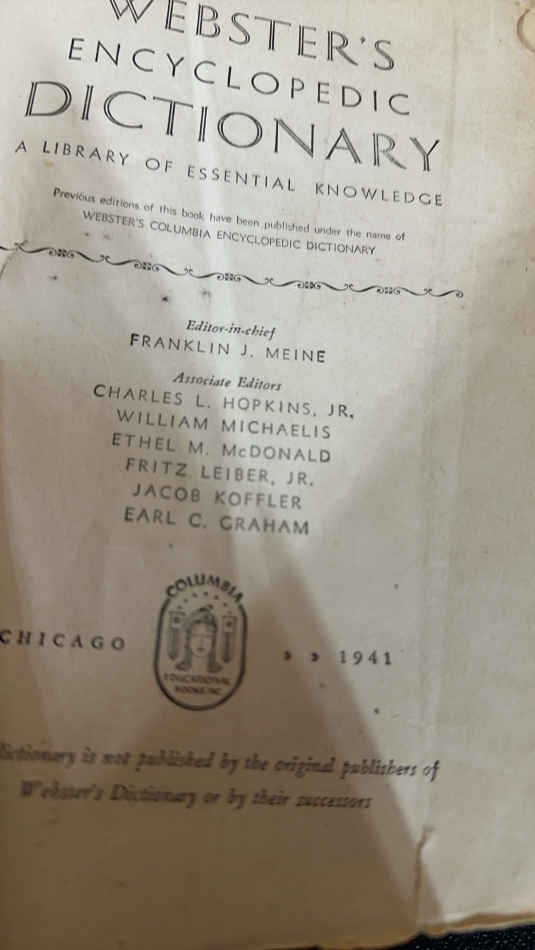 WEBSTER'S
ENCYCLOPEDIC
DICTIONARY
A LIBRARY OF ESSENTIAL KNOWLEDGE
Previous editions of this book have been published under the name of
WEBSTER'S COLUMBIA ENCYCLOPEDIC DICTIONARY
Editor-in-chief
FRANKLIN J. MEINE
Associate Editors
CHARLES L. HOPKINS, JR.
WILLIAM MICHAELIS
ETHEL M. McDONALD
FRITZ LEIBER, JR.
JACOB KOFFLER
EARL C. GRAHAM
COLUMBIA
EDUCATIONAL
BOOKS INC
CHICAGO
» » 1941
Dictionary is not published by the original publishers of
Webster's Dictionary or by their successors